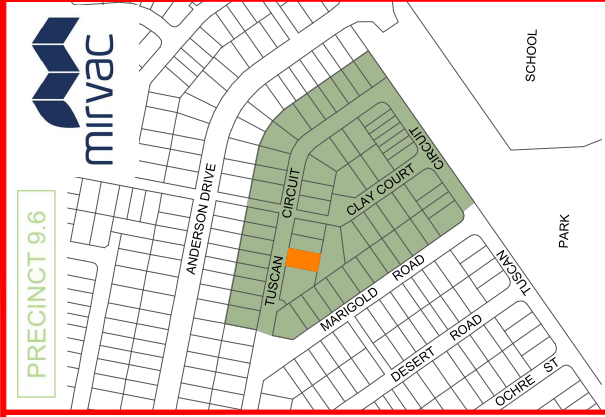 mirvac
PRECINCT 9.6
SCHOOL
PARK
ANDERSON DRIVE
TUSCAN
CIRCUIT
CLAY COURT
CIRCUIT
TUSCAN
MARIGOLD ROAD
DESERT ROAD
OCHRE ST